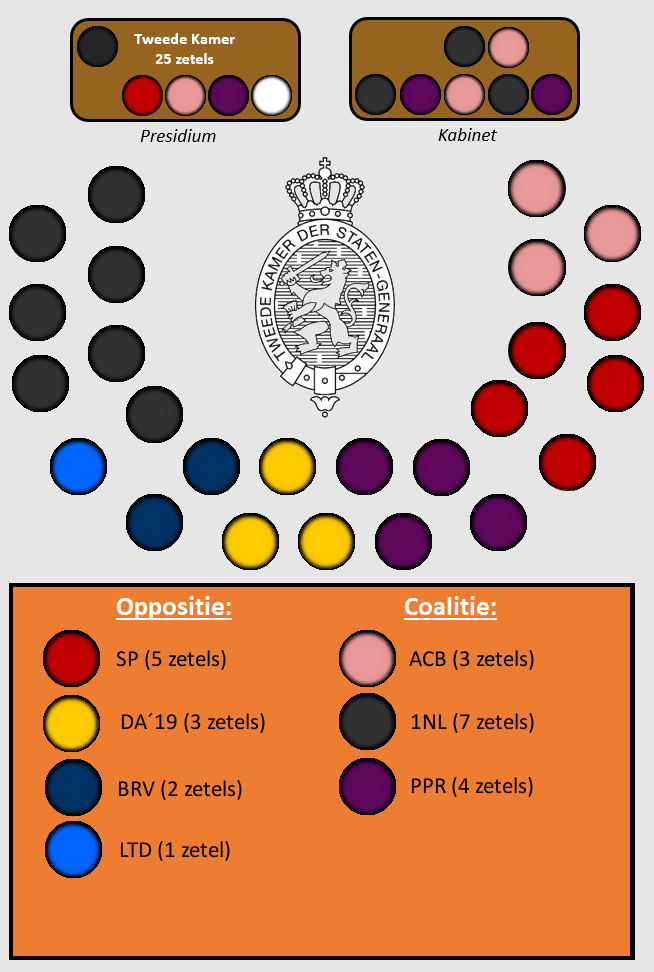 Tweede Kamer
25 zetels
Presidium
Kabinet
TWEEDE KAMER DER STATEN-GENERAAL
Oppositie:
SP (5 zetels)
DA´19 (3 zetels)
BRV (2 zetels)
LTD (1 zetel)
Coalitie:
ACB (3 zetels)
1NL (7 zetels)
PPR (4 zetels)